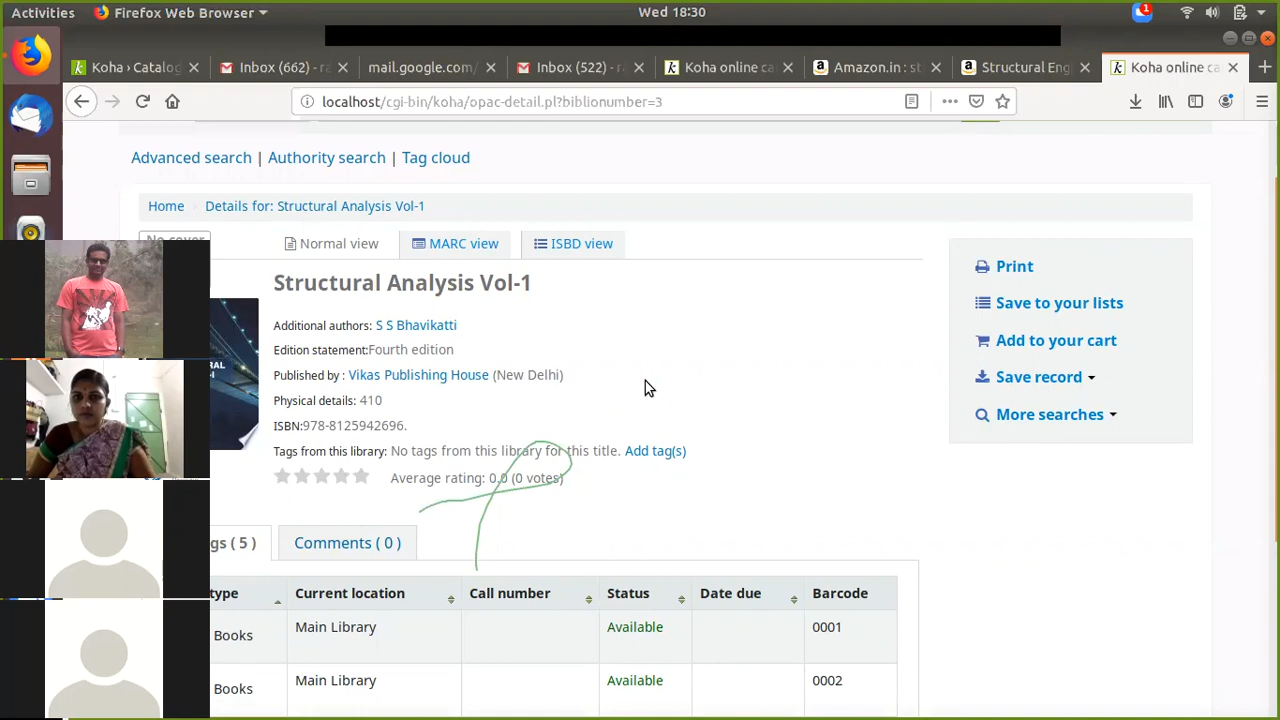 Activities Firefox Web Browser Wed 18:30 1
Koha › Catalog Inbox (662) - ra mail.google.com/ Inbox (522) - ra Koha online ca Amazon.in : st Structural Eng Koha online ca
localhost/cgi-bin/koha/opac-detail.pl?biblionumber=3
Advanced search | Authority search | Tag cloud
Home Details for: Structural Analysis Vol-1
No cover Normal view MARC view ISBD view
Print
Structural Analysis Vol-1
Save to your lists
Additional authors: S S Bhavikatti
Add to your cart
Edition statement:Fourth edition
Published by : Vikas Publishing House (New Delhi)
Save record
Physical details: 410
More searches
ISBN:978-8125942696.
Tags from this library: No tags from this library for this title. Add tag(s)
Average rating: 0.0 (0 votes)
gs ( 5 ) Comments ( 0 )
type Current location Call number Status Date due Barcode
Books Main Library Available 0001
Books Main Library Available 0002